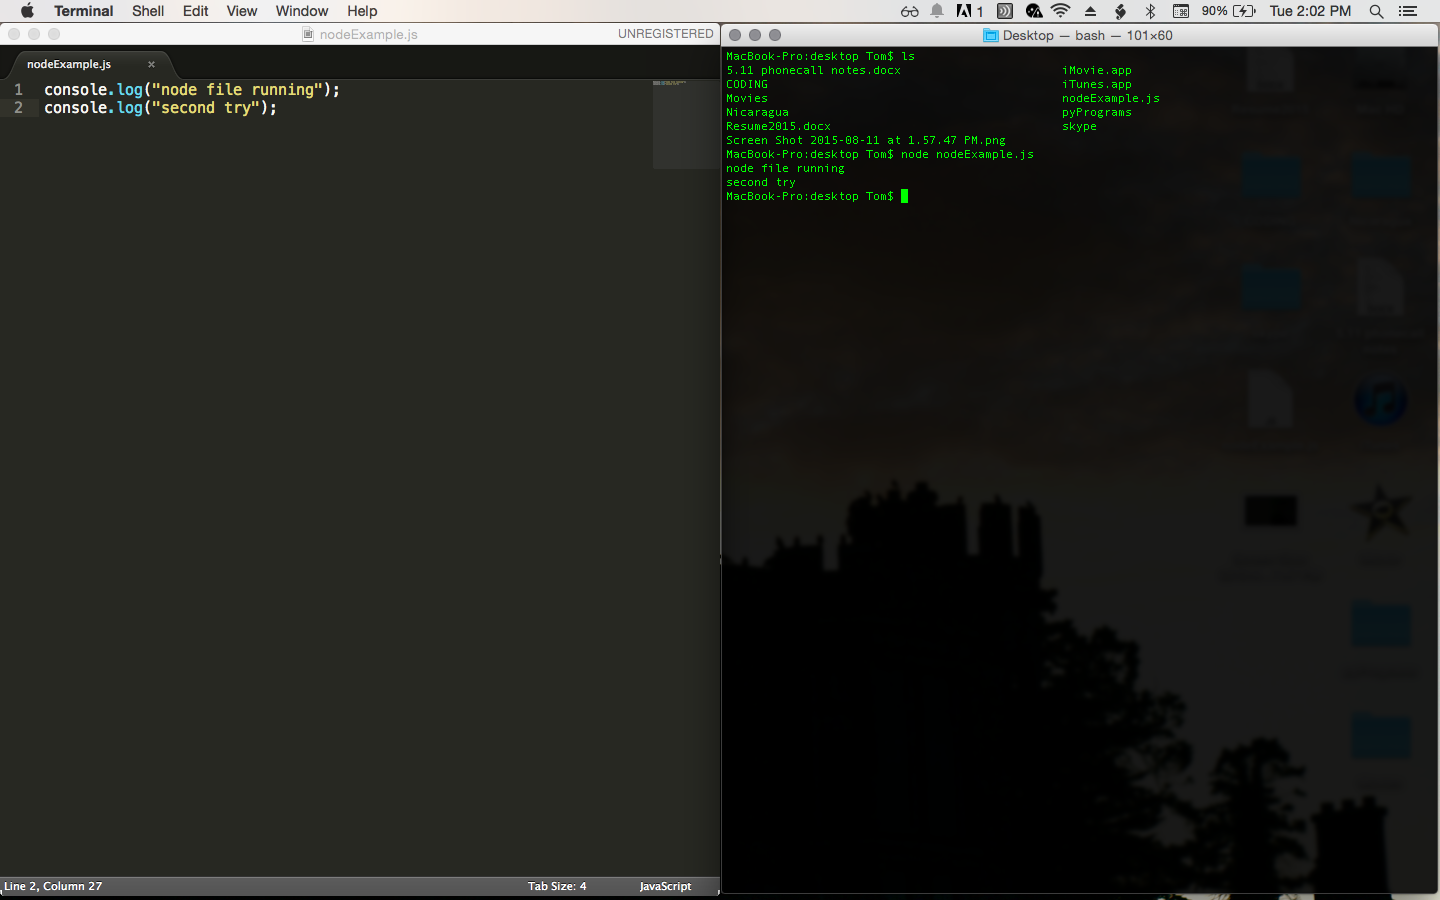 Terminal Shell Edit View Window Help 1 90% Tue 2:02 PM
nodeExample.js UNREGISTERED
nodeExample.js ×
1 console.log("node file running");
2 console.log("second try");
Line 2, Column 27 Tab Size: 4 JavaScript
Desktop — bash — 101×60
MacBook-Pro:desktop Tom$ ls
5.11 phonecall notes.docx iMovie.app
CODING iTunes.app
Movies nodeExample.js
Nicaragua pyPrograms
Resume2015.docx skype
Screen Shot 2015-08-11 at 1.57.47 PM.png
MacBook-Pro:desktop Tom$ node nodeExample.js
node file running
second try
MacBook-Pro:desktop Tom$